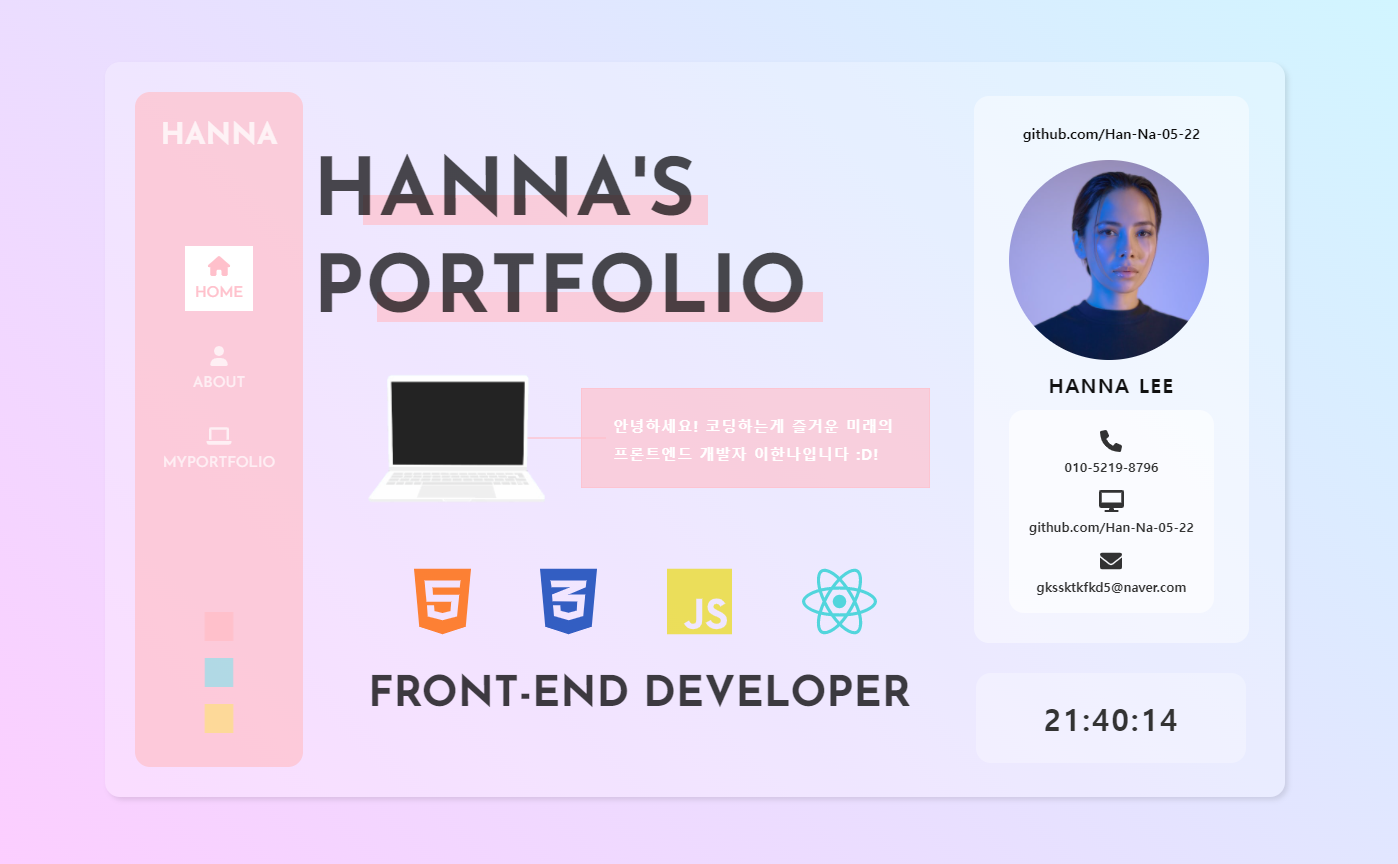 HANNA
HOME
ABOUT
MYPORTFOLIO
HANNA'S
PORTFOLIO
안녕하세요! 코딩하는게 즐거운 미래의
프론트엔드 개발자 이한나입니다 :D!
JS
FRONT-END DEVELOPER
github.com/Han-Na-05-22
HANNA LEE
010-5219-8796
github.com/Han-Na-05-22
gkssktkfkd5@naver.com
21:40:14